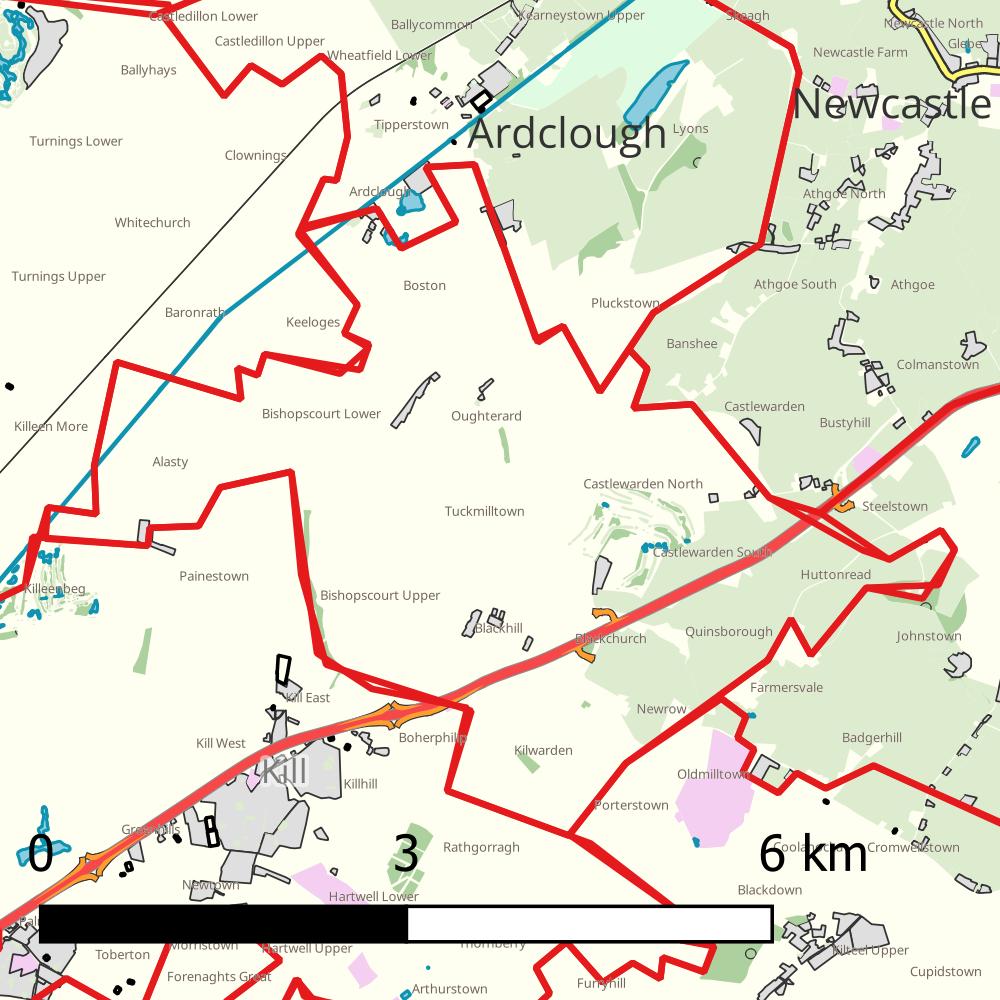 Castledillon Lower
Kearneystown Upper
Skeagh
Ballycommon
Newcastle North
Castledillon Upper
Glebe
Wheatfield Lower
Newcastle Farm
Ballyhays
Newcastle
Tipperstown
Ardclough
Lyons
Turnings Lower
Clownings
Ardclough
Athgoe North
Whitechurch
Turnings Upper
Boston
Athgoe South
Athgoe
Pluckstown
Baronrath
Keeloges
Banshee
Colmanstown
Castlewarden
Bishopscourt Lower
Oughterard
Bustyhill
Killeen More
Alasty
Castlewarden North
Tuckmilltown
Steelstown
Castlewarden South
Painestown
Huttonread
Killeenbeg
Bishopscourt Upper
Blackhill
Quinsborough
Blackchurch
Johnstown
Farmersvale
Kill East
Newrow
Kill West
Boherphilip
Badgerhill
Kilwarden
Kill
Killhill
Oldmilltown
Porterstown
Greenhills
Rathgorragh
Cromwellstown
0 3 6 km
Newtown
Blackdown
Hartwell Lower
Morristown
Hartwell Upper
Toberton
Kilteel Upper
Forenaghts Great
Cupidstown
Furryhill
Arthurstown